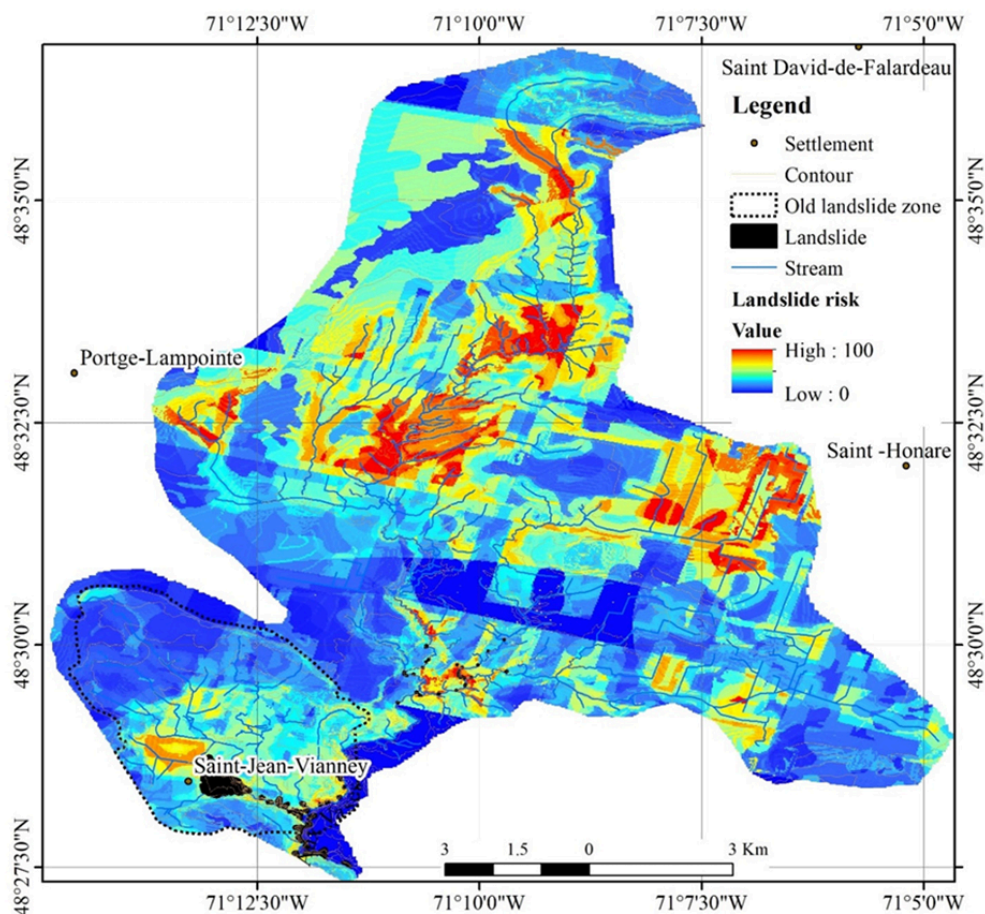 71°12'30"W 71°10'0"W 71°7'30"W 71°5'0"W
Saint David-de-Falardeau
Legend
Settlement
Contour
Old landslide zone
Landslide
Stream
Landslide risk
Value
High : 100
Low : 0
48°35'0"N
48°35'0"N
Portge-Lampointe
48°32'30"N
48°32'30"N
Saint -Honare
48°30'0"N
48°30'0"N
Saint-Jean-Vianney
3 1.5 0 3 Km
48°27'30"N
48°27'30"N
71°12'30"W 71°10'0"W 71°7'30"W 71°5'0"W